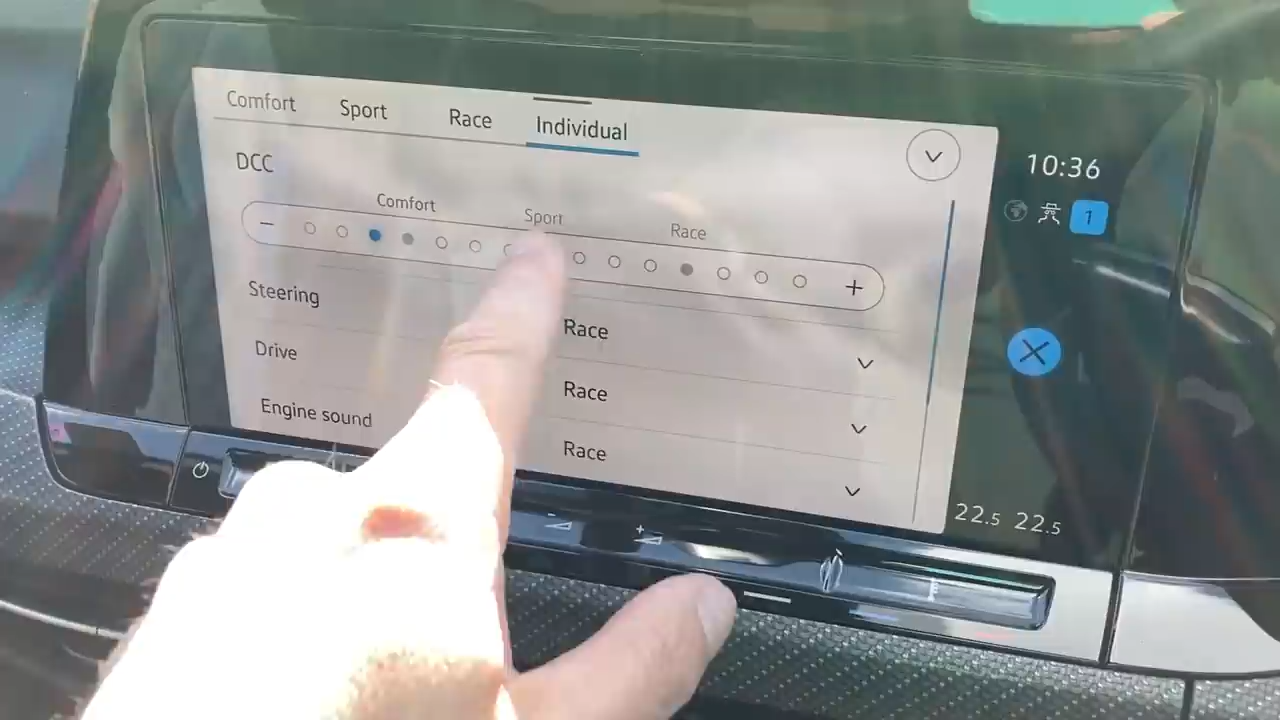 Comfort Sport Race Individual
DCC
Comfort Sport Race
− +
Steering Race
Drive Race
Engine sound Race
10:36
1
22.5 22.5